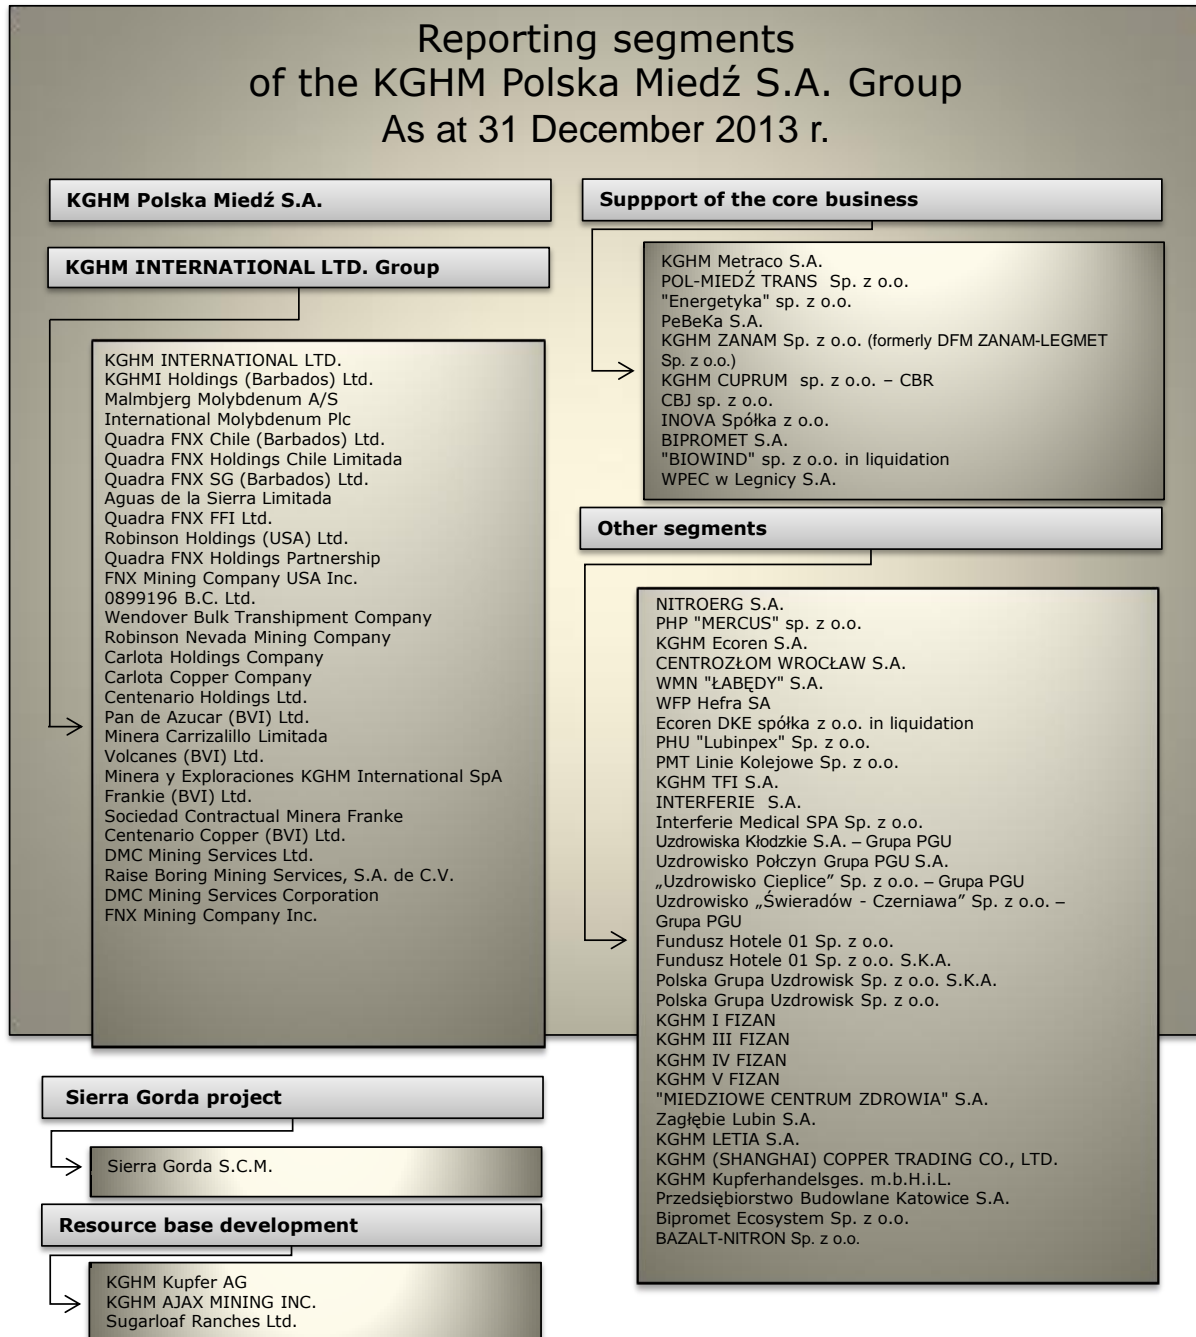 Reporting segments
of the KGHM Polska Miedź S.A. Group
As at 31 December 2013 r.
KGHM Polska Miedź S.A.
KGHM INTERNATIONAL LTD. Group
KGHM INTERNATIONAL LTD.
KGHMI Holdings (Barbados) Ltd.
Malmbjerg Molybdenum A/S
International Molybdenum Plc
Quadra FNX Chile (Barbados) Ltd.
Quadra FNX Holdings Chile Limitada
Quadra FNX SG (Barbados) Ltd.
Aguas de la Sierra Limitada
Quadra FNX FFI Ltd.
Robinson Holdings (USA) Ltd.
Quadra FNX Holdings Partnership
FNX Mining Company USA Inc.
0899196 B.C. Ltd.
Wendover Bulk Transhipment Company
Robinson Nevada Mining Company
Carlota Holdings Company
Carlota Copper Company
Centenario Holdings Ltd.
Pan de Azucar (BVI) Ltd.
Minera Carrizalillo Limitada
Volcanes (BVI) Ltd.
Minera y Exploraciones KGHM International SpA
Frankie (BVI) Ltd.
Sociedad Contractual Minera Franke
Centenario Copper (BVI) Ltd.
DMC Mining Services Ltd.
Raise Boring Mining Services, S.A. de C.V.
DMC Mining Services Corporation
FNX Mining Company Inc.
Sierra Gorda project
Sierra Gorda S.C.M.
Resource base development
KGHM Kupfer AG
KGHM AJAX MINING INC.
Sugarloaf Ranches Ltd.
Suppport of the core business
KGHM Metraco S.A.
POL-MIEDŹ TRANS Sp. z o.o.
"Energetyka" sp. z o.o.
PeBeKa S.A.
KGHM ZANAM Sp. z o.o. (formerly DFM ZANAM-LEGMET
Sp. z o.o.)
KGHM CUPRUM sp. z o.o. – CBR
CBJ sp. z o.o.
INOVA Spółka z o.o.
BIPROMET S.A.
"BIOWIND" sp. z o.o. in liquidation
WPEC w Legnicy S.A.
Other segments
NITROERG S.A.
PHP "MERCUS" sp. z o.o.
KGHM Ecoren S.A.
CENTROZŁOM WROCŁAW S.A.
WMN "ŁABĘDY" S.A.
WFP Hefra SA
Ecoren DKE spółka z o.o. in liquidation
PHU "Lubinpex" Sp. z o.o.
PMT Linie Kolejowe Sp. z o.o.
KGHM TFI S.A.
INTERFERIE S.A.
Interferie Medical SPA Sp. z o.o.
Uzdrowiska Kłodzkie S.A. – Grupa PGU
Uzdrowisko Połczyn Grupa PGU S.A.
„Uzdrowisko Cieplice” Sp. z o.o. – Grupa PGU
Uzdrowisko „Świeradów - Czerniawa” Sp. z o.o. –
Grupa PGU
Fundusz Hotele 01 Sp. z o.o.
Fundusz Hotele 01 Sp. z o.o. S.K.A.
Polska Grupa Uzdrowisk Sp. z o.o. S.K.A.
Polska Grupa Uzdrowisk Sp. z o.o.
KGHM I FIZAN
KGHM III FIZAN
KGHM IV FIZAN
KGHM V FIZAN
"MIEDZIOWE CENTRUM ZDROWIA" S.A.
Zagłębie Lubin S.A.
KGHM LETIA S.A.
KGHM (SHANGHAI) COPPER TRADING CO., LTD.
KGHM Kupferhandelsges. m.b.H.i.L.
Przedsiębiorstwo Budowlane Katowice S.A.
Bipromet Ecosystem Sp. z o.o.
BAZALT-NITRON Sp. z o.o.